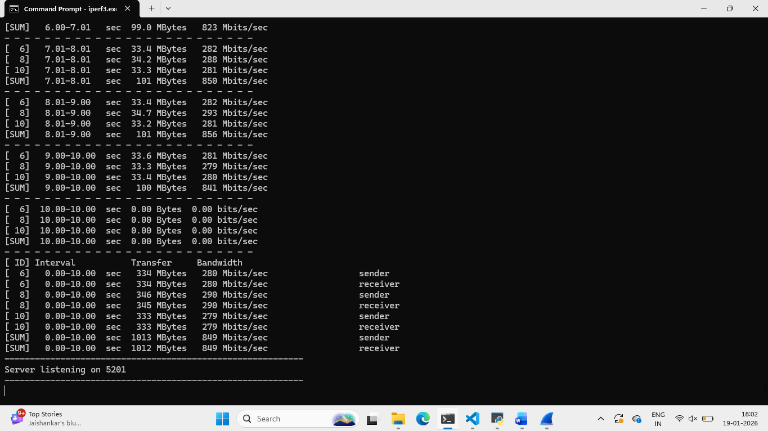 Command Prompt - iperf3.exe
[SUM]   6.00-7.01   sec  99.0 MBytes   823 Mbits/sec
- - - - - - - - - - - - - - - - - - - - - - - - -
[  6]   7.01-8.01   sec  33.4 MBytes   282 Mbits/sec
[  8]   7.01-8.01   sec  34.2 MBytes   288 Mbits/sec
[ 10]   7.01-8.01   sec  33.3 MBytes   281 Mbits/sec
[SUM]   7.01-8.01   sec   101 MBytes   850 Mbits/sec
- - - - - - - - - - - - - - - - - - - - - - - - -
[  6]   8.01-9.00   sec  33.4 MBytes   282 Mbits/sec
[  8]   8.01-9.00   sec  34.7 MBytes   293 Mbits/sec
[ 10]   8.01-9.00   sec  33.2 MBytes   281 Mbits/sec
[SUM]   8.01-9.00   sec   101 MBytes   856 Mbits/sec
- - - - - - - - - - - - - - - - - - - - - - - - -
[  6]   9.00-10.00  sec  33.6 MBytes   281 Mbits/sec
[  8]   9.00-10.00  sec  33.3 MBytes   279 Mbits/sec
[ 10]   9.00-10.00  sec  33.4 MBytes   280 Mbits/sec
[SUM]   9.00-10.00  sec   100 MBytes   841 Mbits/sec
- - - - - - - - - - - - - - - - - - - - - - - - -
[  6]  10.00-10.00  sec  0.00 Bytes  0.00 bits/sec
[  8]  10.00-10.00  sec  0.00 Bytes  0.00 bits/sec
[ 10]  10.00-10.00  sec  0.00 Bytes  0.00 bits/sec
[SUM]  10.00-10.00  sec  0.00 Bytes  0.00 bits/sec
- - - - - - - - - - - - - - - - - - - - - - - - -
[ ID] Interval           Transfer     Bandwidth
[  6]   0.00-10.00  sec   334 MBytes   280 Mbits/sec                  sender
[  6]   0.00-10.00  sec   334 MBytes   280 Mbits/sec                  receiver
[  8]   0.00-10.00  sec   346 MBytes   290 Mbits/sec                  sender
[  8]   0.00-10.00  sec   345 MBytes   290 Mbits/sec                  receiver
[ 10]   0.00-10.00  sec   333 MBytes   279 Mbits/sec                  sender
[ 10]   0.00-10.00  sec   333 MBytes   279 Mbits/sec                  receiver
[SUM]   0.00-10.00  sec  1013 MBytes   849 Mbits/sec                  sender
[SUM]   0.00-10.00  sec  1012 MBytes   849 Mbits/sec                  receiver
-----------------------------------------------------------
Server listening on 5201
-----------------------------------------------------------
9+
Top Stories
Jaishankar's blu...
Search
ENG
IN
16:02
19-01-2026